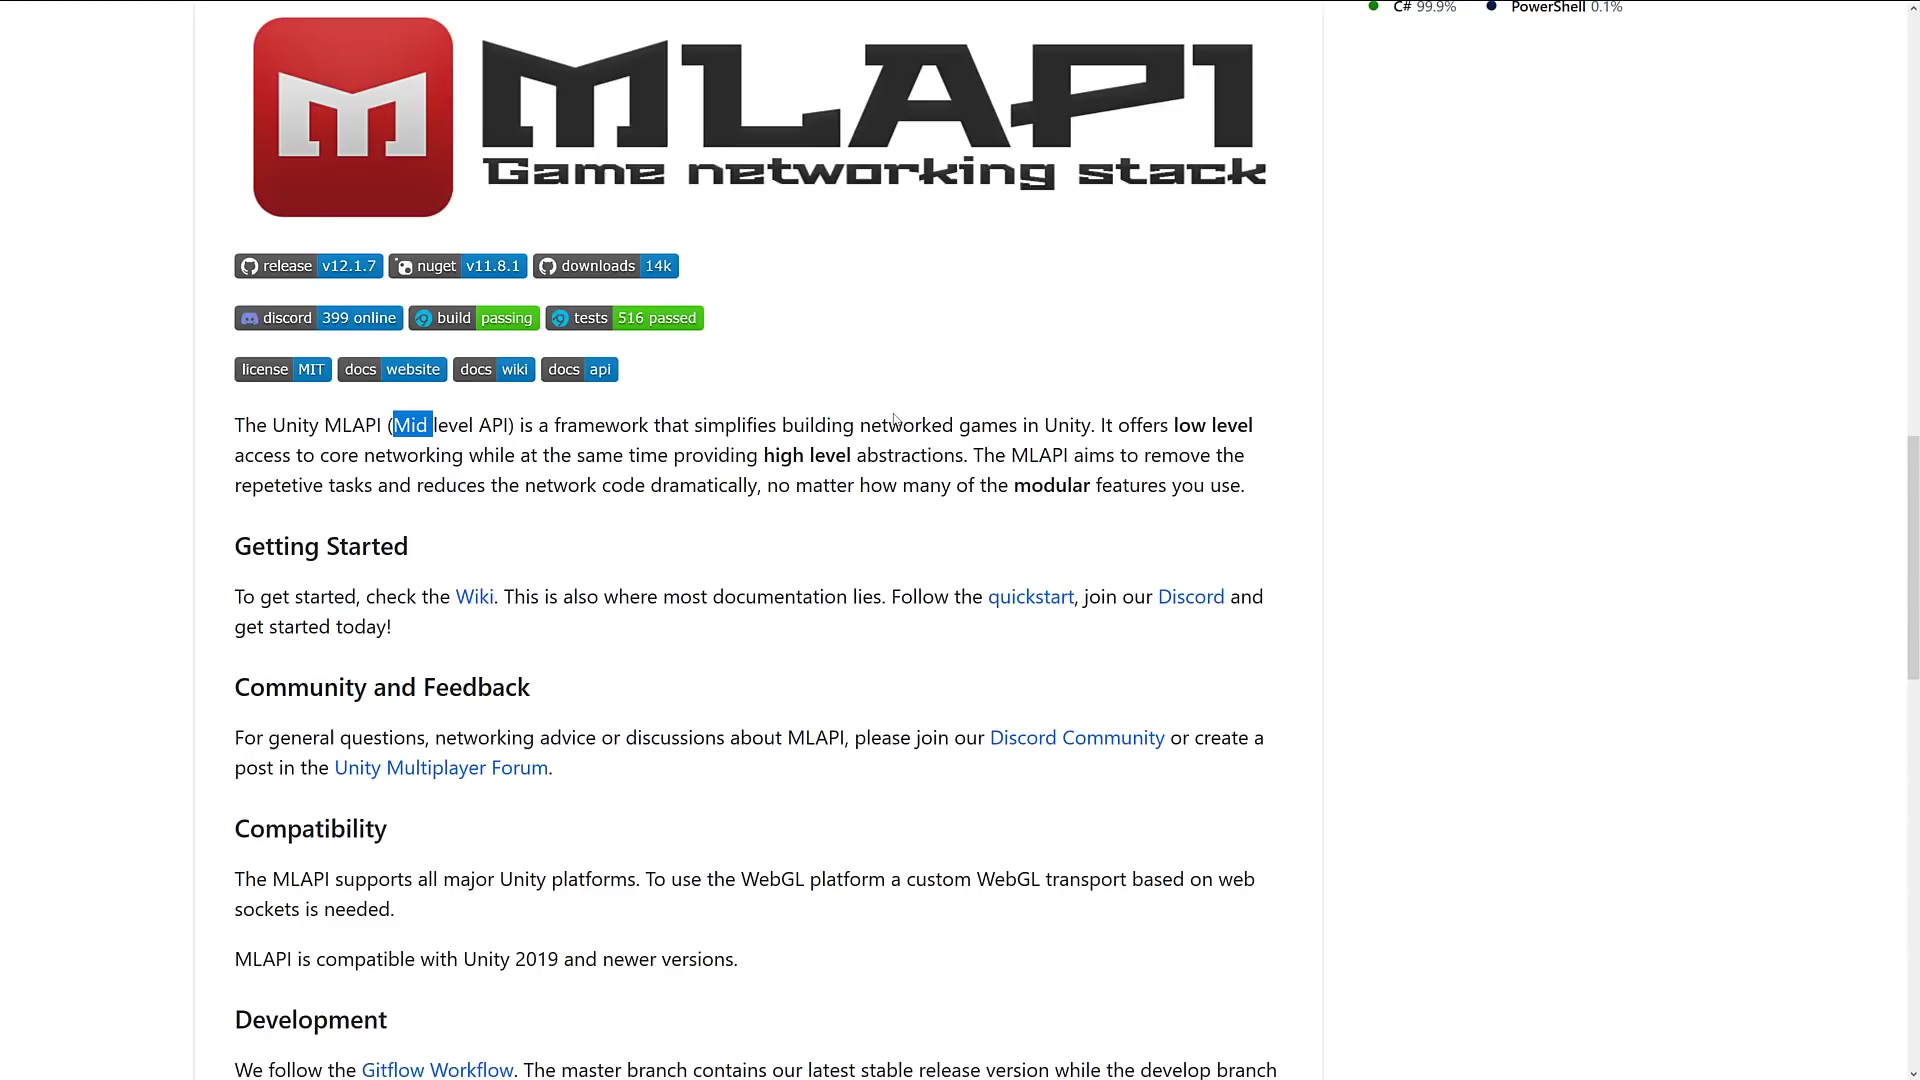 C# 99.9% PowerShell 0.1%
MLAPI
Game networking stack
release v12.1.7 nuget v11.8.1 downloads 14k
discord 399 online build passing tests 516 passed
license MIT docs website docs wiki docs api
The Unity MLAPI (Mid level API) is a framework that simplifies building networked games in Unity. It offers low level
access to core networking while at the same time providing high level abstractions. The MLAPI aims to remove the
repetetive tasks and reduces the network code dramatically, no matter how many of the modular features you use.
Getting Started
To get started, check the Wiki. This is also where most documentation lies. Follow the quickstart, join our Discord and
get started today!
Community and Feedback
For general questions, networking advice or discussions about MLAPI, please join our Discord Community or create a
post in the Unity Multiplayer Forum.
Compatibility
The MLAPI supports all major Unity platforms. To use the WebGL platform a custom WebGL transport based on web
sockets is needed.
MLAPI is compatible with Unity 2019 and newer versions.
Development
We follow the Gitflow Workflow. The master branch contains our latest stable release version while the develop branch